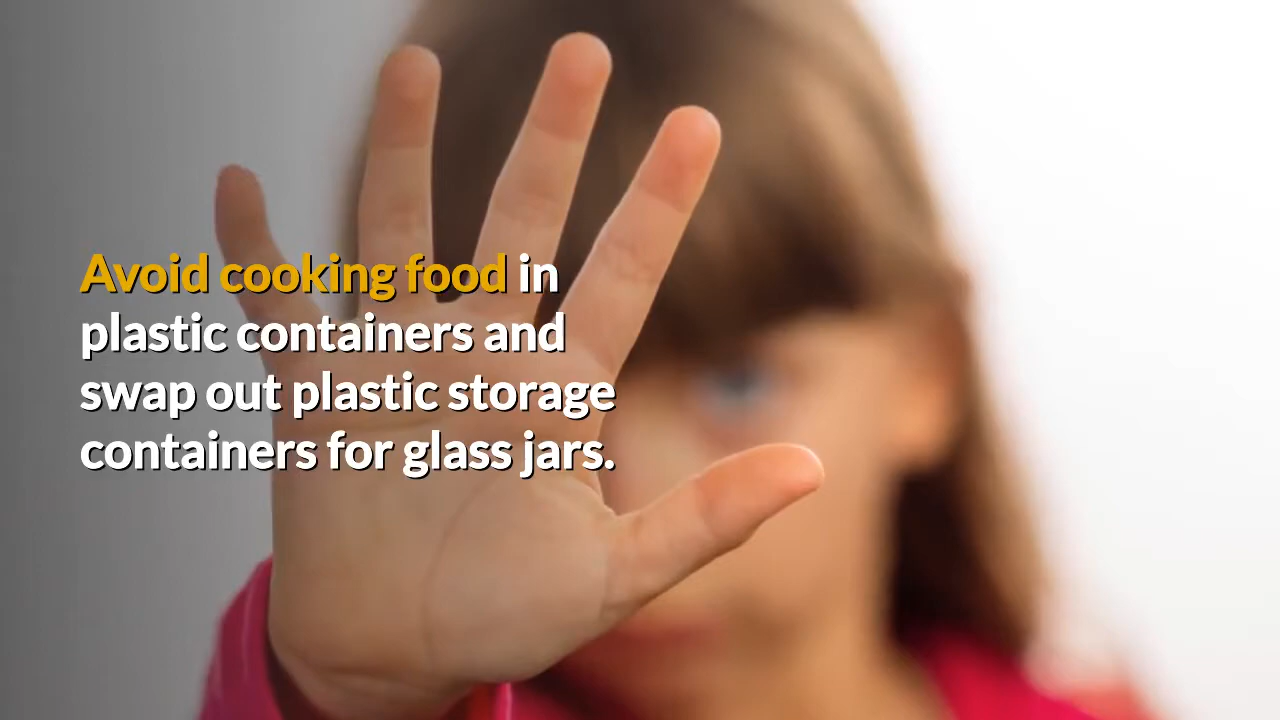 Avoid cooking food in
plastic containers and
swap out plastic storage
containers for glass jars.